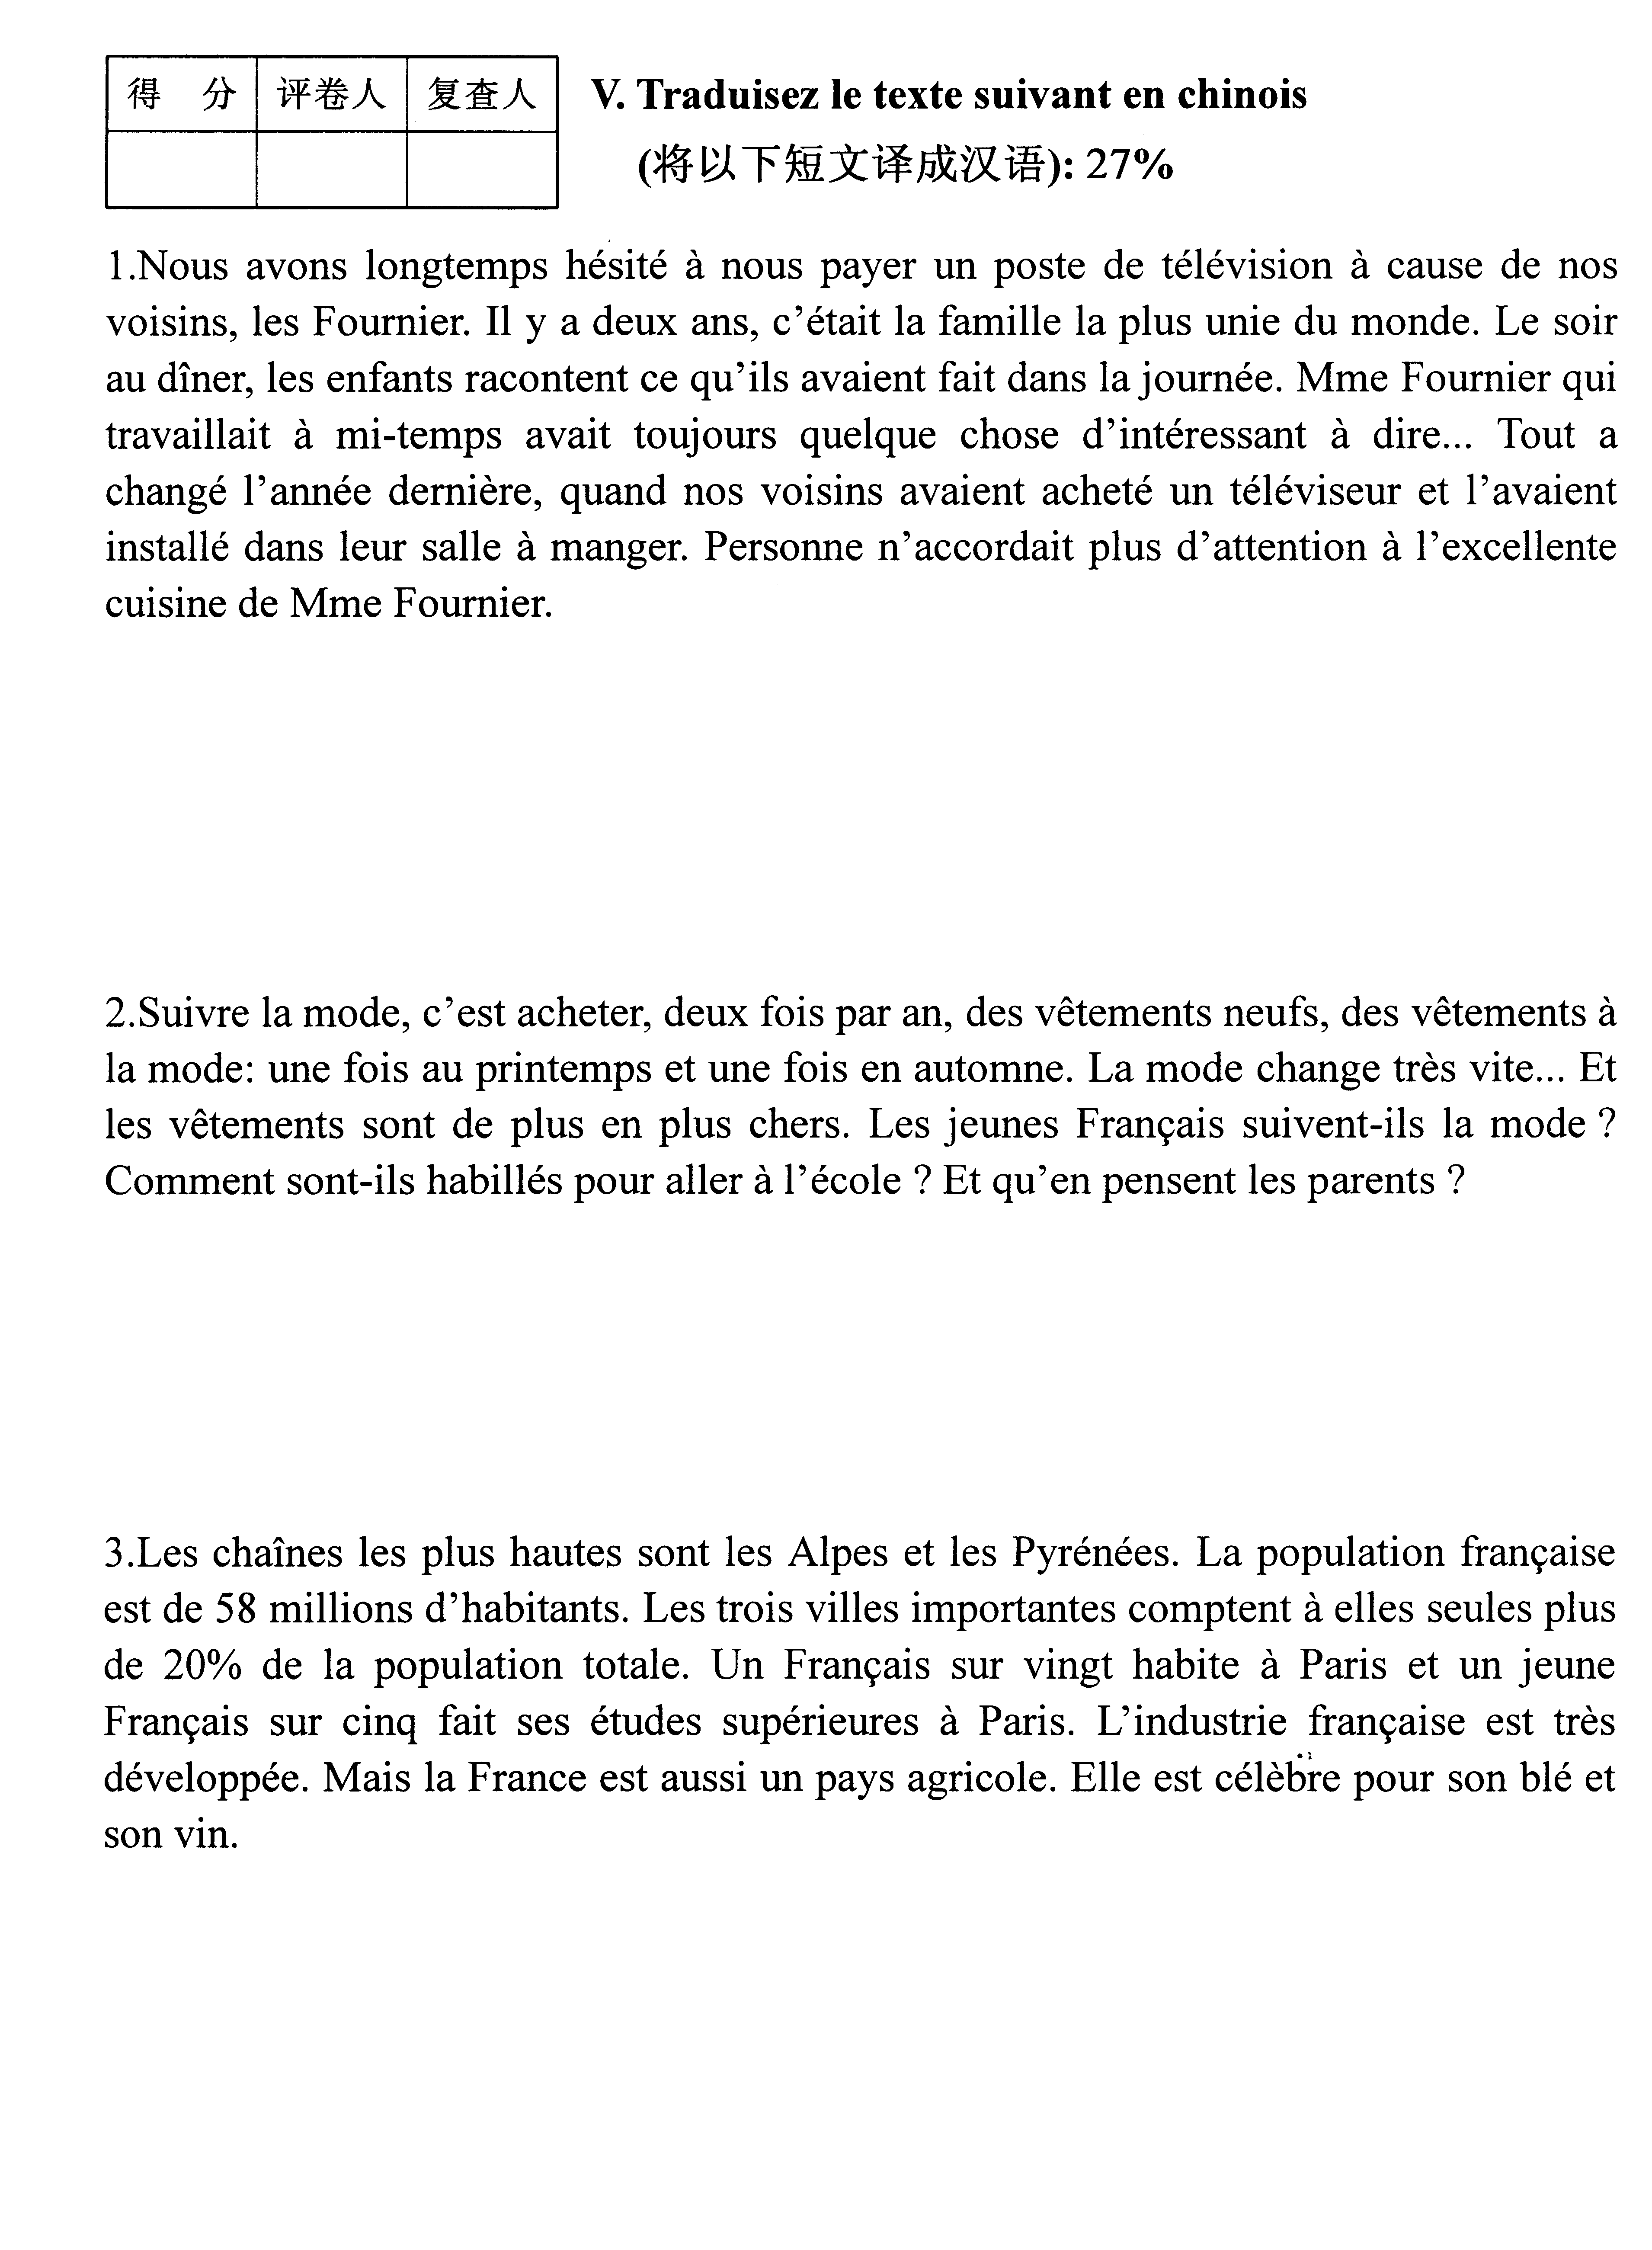 得 分 评卷人 复查人
V. Traduisez le texte suivant en chinois
(将以下短文译成汉语): 27%
1.Nous avons longtemps hésité à nous payer un poste de télévision à cause de nos
voisins, les Fournier. Il y a deux ans, c’était la famille la plus unie du monde. Le soir
au dîner, les enfants racontent ce qu’ils avaient fait dans la journée. Mme Fournier qui
travaillait à mi-temps avait toujours quelque chose d’intéressant à dire... Tout a
changé l’année dernière, quand nos voisins avaient acheté un téléviseur et l’avaient
installé dans leur salle à manger. Personne n’accordait plus d’attention à l’excellente
cuisine de Mme Fournier.
2.Suivre la mode, c’est acheter, deux fois par an, des vêtements neufs, des vêtements à
la mode: une fois au printemps et une fois en automne. La mode change très vite... Et
les vêtements sont de plus en plus chers. Les jeunes Français suivent-ils la mode ?
Comment sont-ils habillés pour aller à l’école ? Et qu’en pensent les parents ?
3.Les chaînes les plus hautes sont les Alpes et les Pyrénées. La population française
est de 58 millions d’habitants. Les trois villes importantes comptent à elles seules plus
de 20% de la population totale. Un Français sur vingt habite à Paris et un jeune
Français sur cinq fait ses études supérieures à Paris. L’industrie française est très
développée. Mais la France est aussi un pays agricole. Elle est célèbre pour son blé et
son vin.